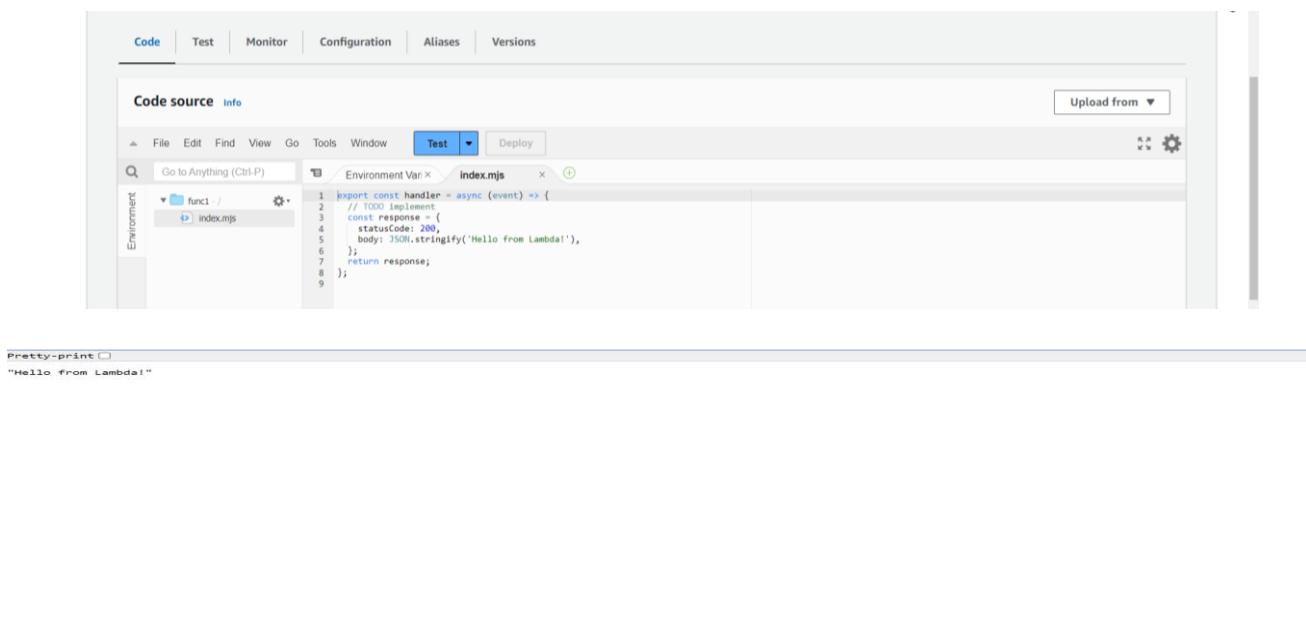 Code Test Monitor Configuration Aliases Versions
Code source Info Upload from ▼
File Edit Find View Go Tools Window Test Deploy
Go to Anything (Ctrl-P) Environment Vari × index.mjs ×
Environment
func1 - /
index.mjs
1 export const handler = async (event) => {
2   // TODO implement
3   const response = {
4     statusCode: 200,
5     body: JSON.stringify('Hello from Lambda!'),
6   };
7   return response;
8 };
9
Pretty-print
"Hello from Lambda!"